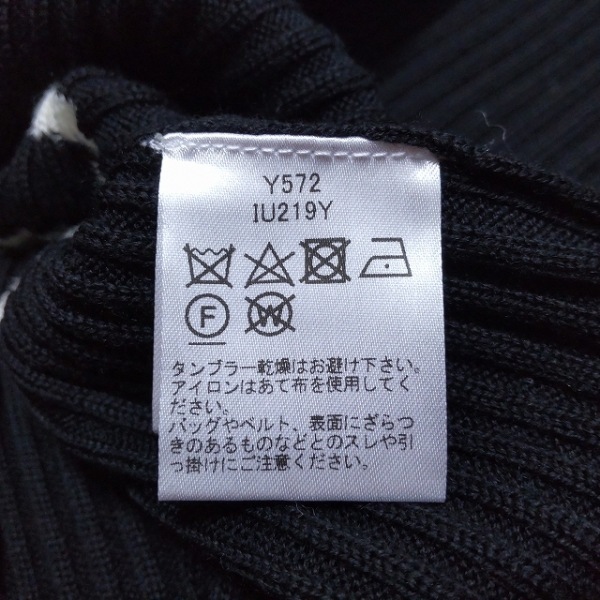 Y572
IU219Y
F W
タンブラー乾燥はお避け下さい。
アイロンはあて布を使用してく
ださい。
バッグやベルト、表面にざらつ
きのあるものなどとのスレや引
っ掛けにご注意ください。